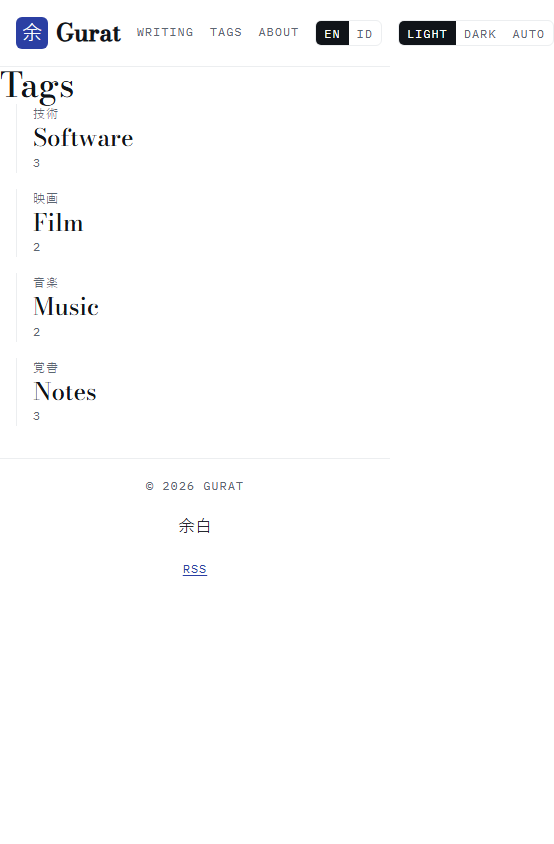 余 Gurat WRITING TAGS ABOUT EN ID LIGHT DARK AUTO
Tags
技術
Software
3
映画
Film
2
音楽
Music
2
覚書
Notes
3
© 2026 GURAT
余白
RSS